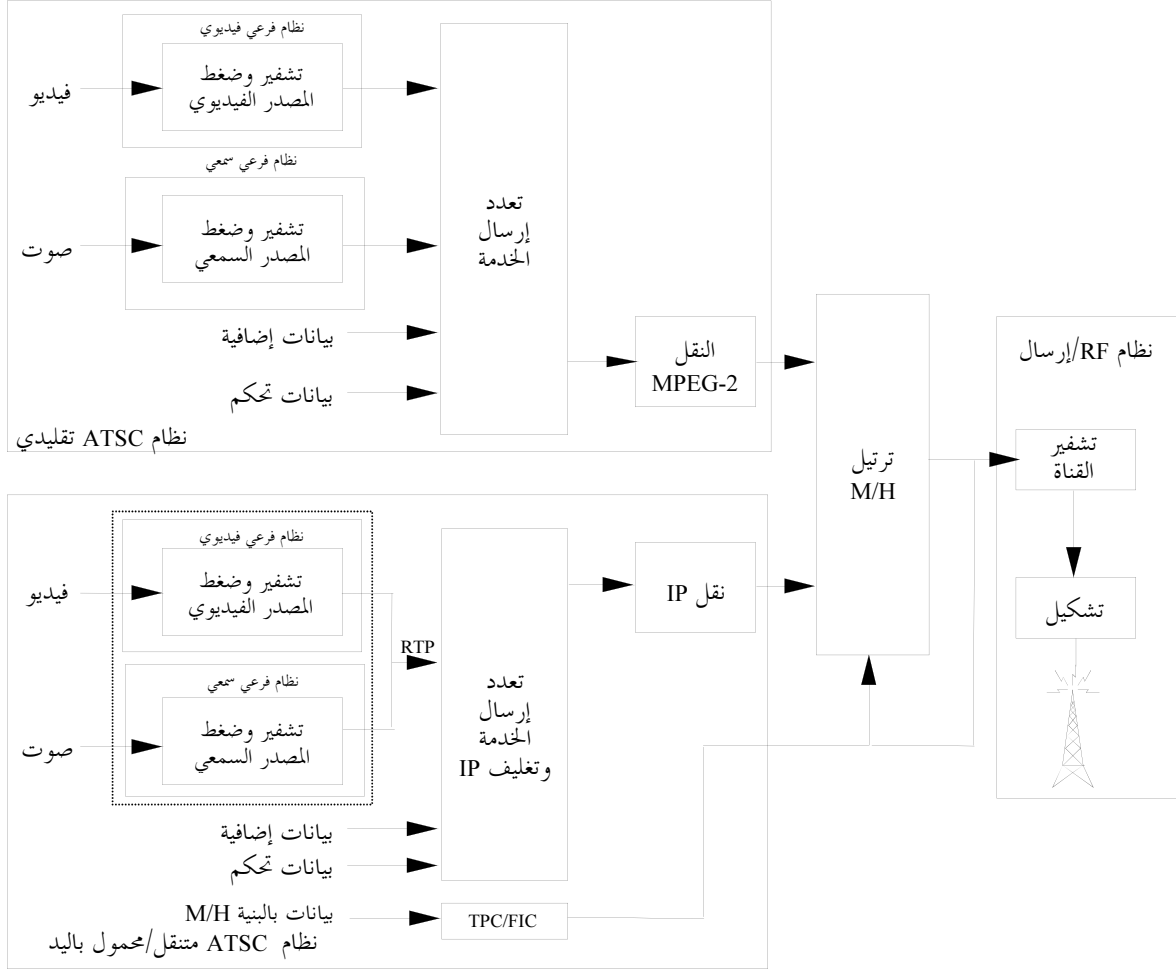 نظام فرعي فيديوي
تشفير وضغط
المصدر الفيديوي
فيديو
نظام فرعي سمعي
تشفير وضغط
المصدر السمعي
صوت
بيانات إضافية
بيانات تحكم
تعدد
إرسال
الخدمة
النقل
MPEG-2
نظام ATSC تقليدي
نظام فرعي فيديوي
تشفير وضغط
المصدر الفيديوي
فيديو
نظام فرعي سمعي
تشفير وضغط
المصدر السمعي
صوت
RTP
بيانات إضافية
بيانات تحكم
تعدد
إرسال
الخدمة
وتغليف IP
نقل IP
بيانات بالبنية M/H
TPC/FIC
نظام ATSC متنقل/محمول باليد
ترتيل
M/H
نظام RF/إرسال
تشفير
القناة
تشكيل